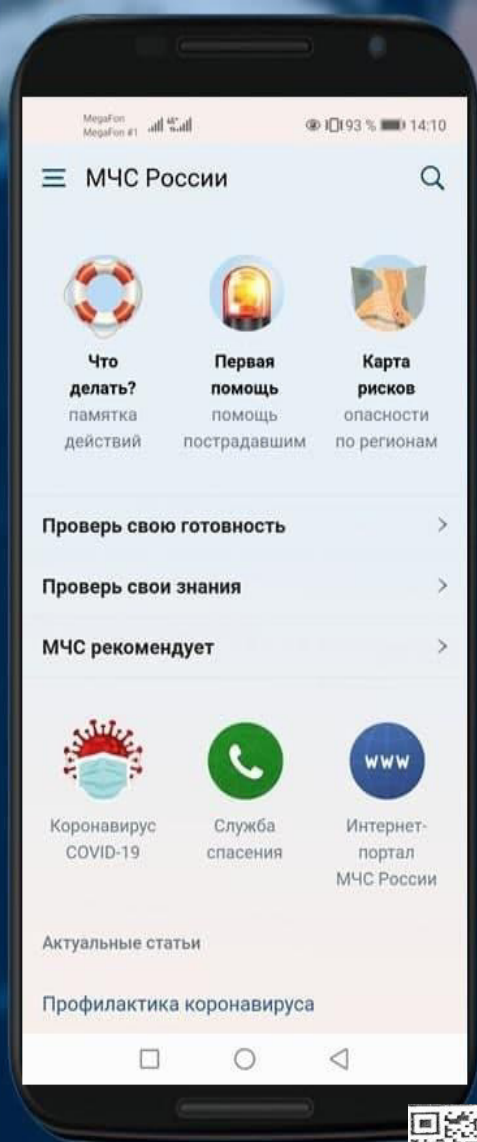 MegaFon
MegaFon #1
93 % 14:10
МЧС России
Что делать?
памятка действий
Первая помощь
помощь пострадавшим
Карта рисков
опасности по регионам
Проверь свою готовность
Проверь свои знания
МЧС рекомендует
Коронавирус COVID-19
Служба спасения
www
Интернет-портал МЧС России
Актуальные статьи
Профилактика коронавируса